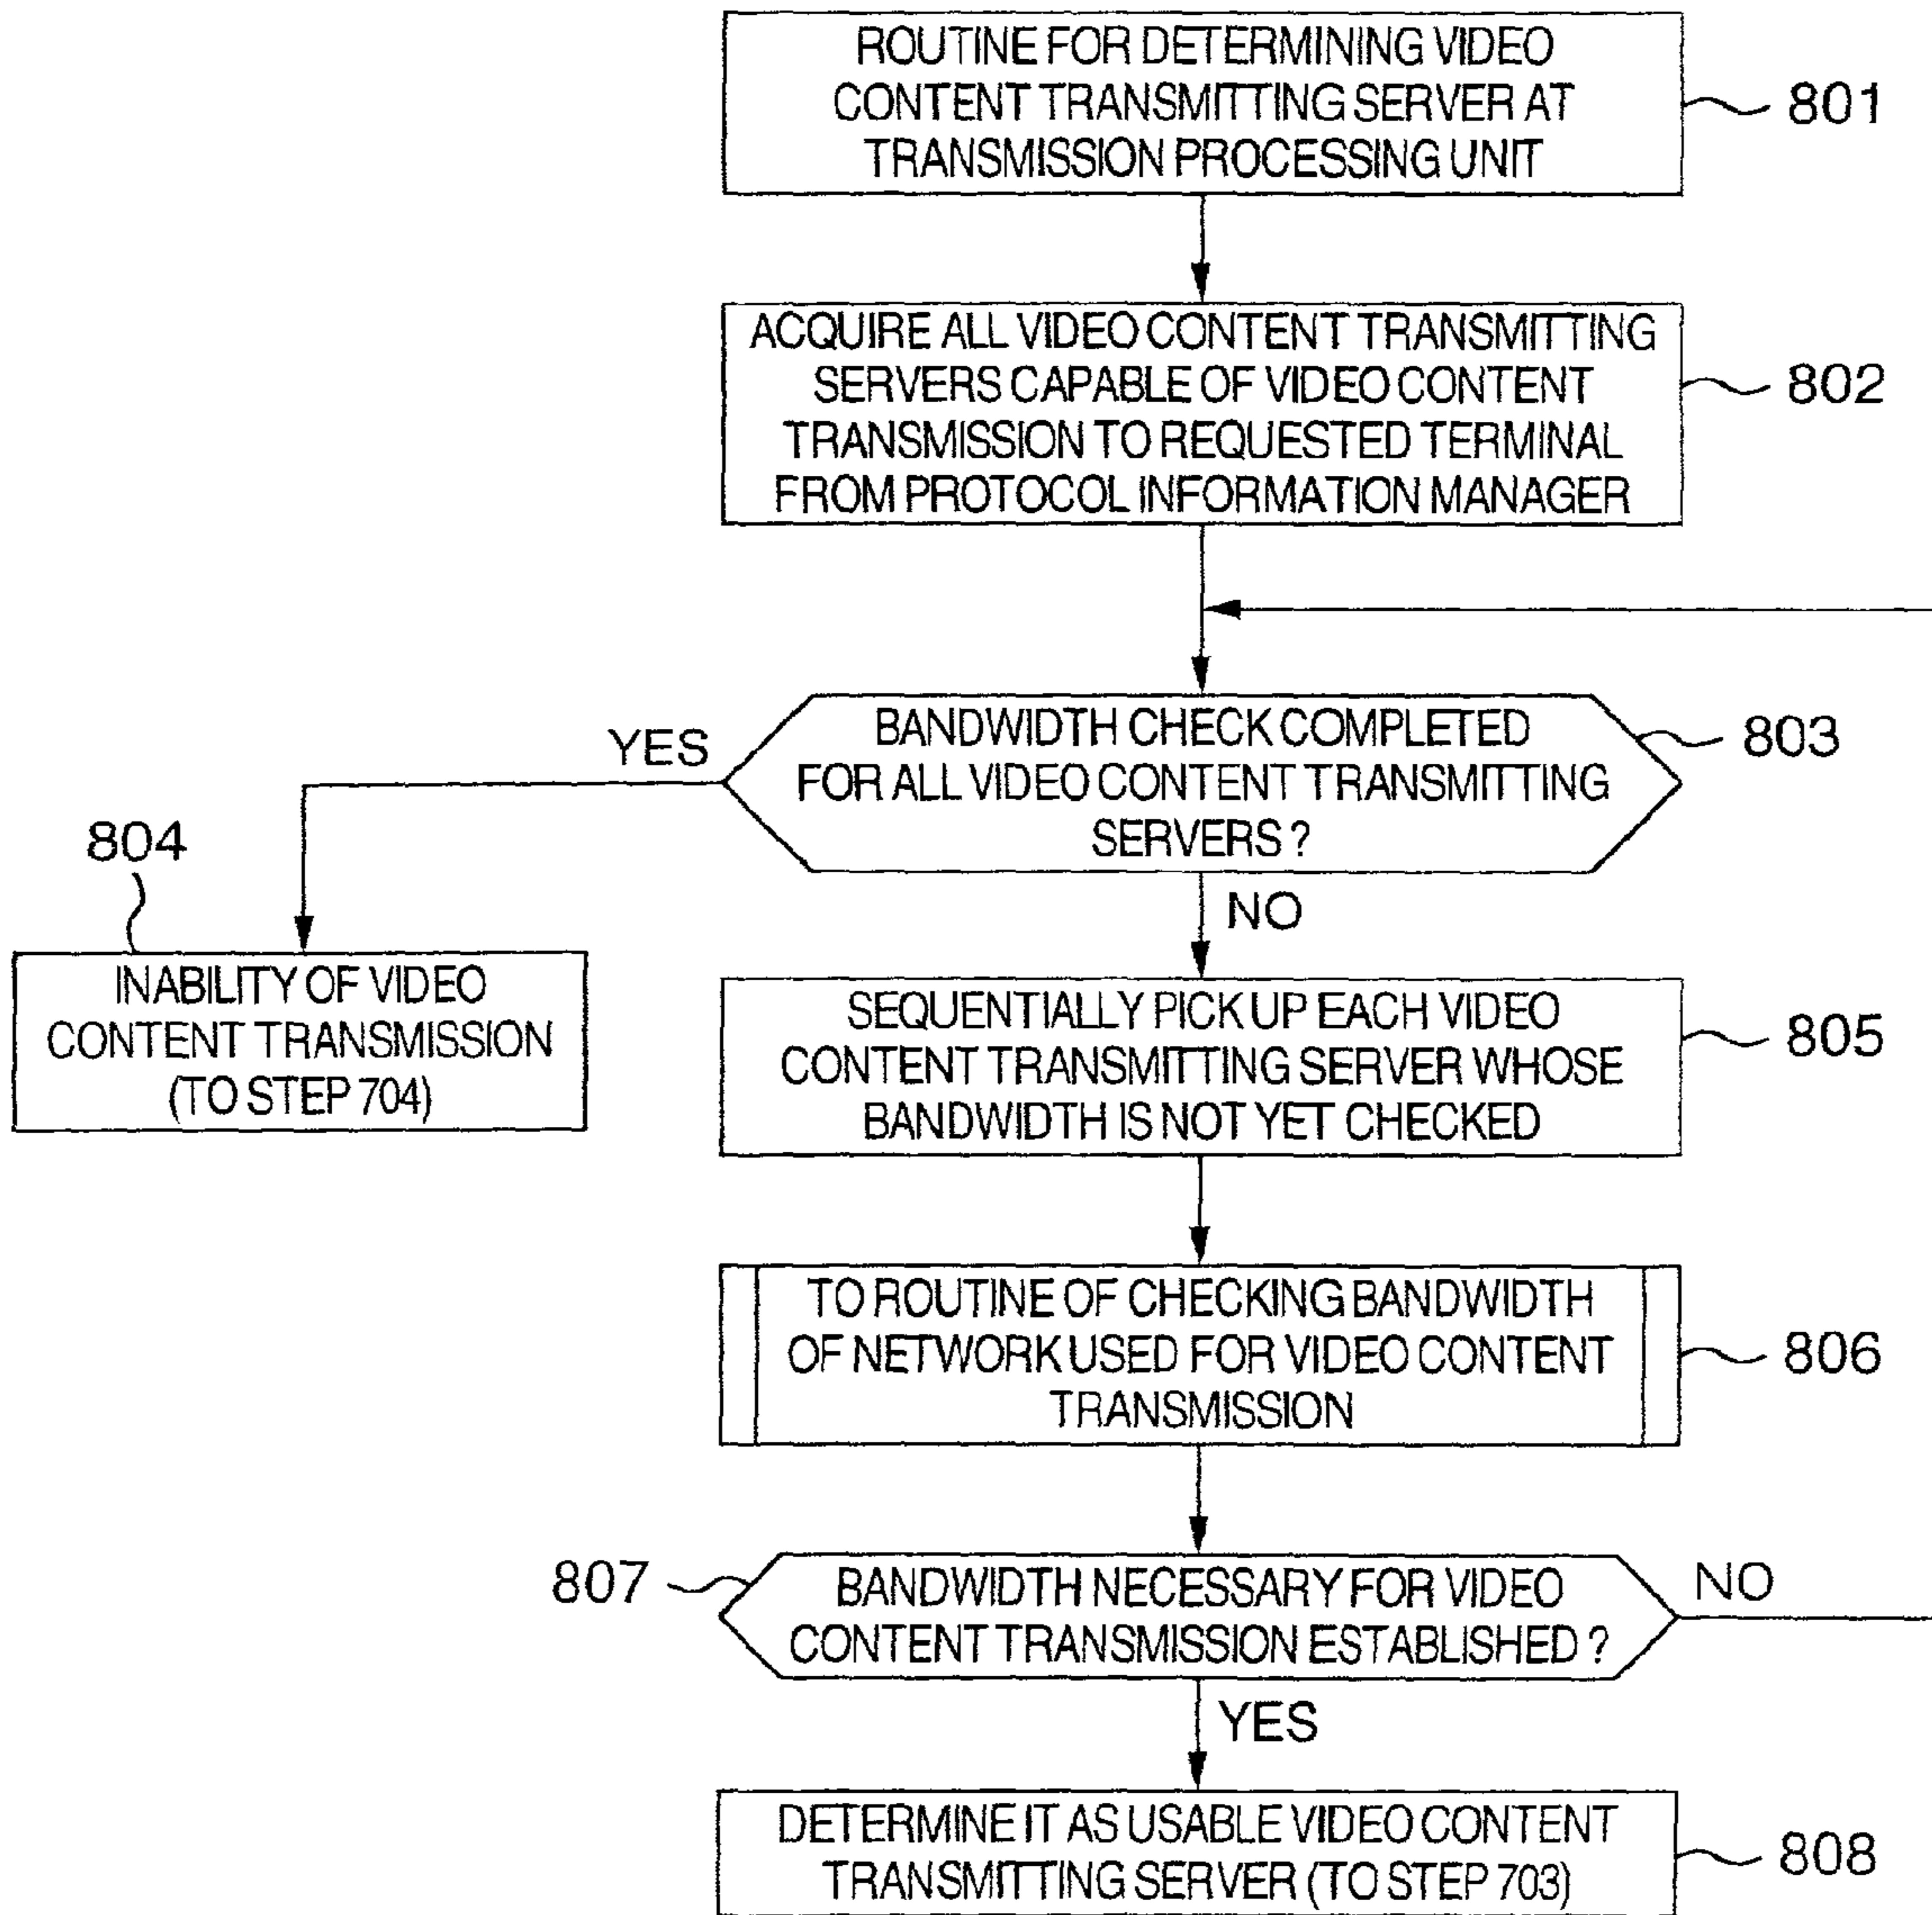 ROUTINE FOR DETERMINING VIDEO
CONTENT TRANSMITTING SERVER AT
TRANSMISSION PROCESSING UNIT
801
ACQUIRE ALL VIDEO CONTENT TRANSMITTING
SERVERS CAPABLE OF VIDEO CONTENT
TRANSMISSION TO REQUESTED TERMINAL
FROM PROTOCOL INFORMATION MANAGER
802
BANDWIDTH CHECK COMPLETED
FOR ALL VIDEO CONTENT TRANSMITTING
SERVERS ?
803
YES
804
INABILITY OF VIDEO
CONTENT TRANSMISSION
(TO STEP 704)
NO
SEQUENTIALLY PICK UP EACH VIDEO
CONTENT TRANSMITTING SERVER WHOSE
BANDWIDTH IS NOT YET CHECKED
805
TO ROUTINE OF CHECKING BANDWIDTH
OF NETWORK USED FOR VIDEO CONTENT
TRANSMISSION
806
807
BANDWIDTH NECESSARY FOR VIDEO
CONTENT TRANSMISSION ESTABLISHED ?
NO
YES
DETERMINE IT AS USABLE VIDEO CONTENT
TRANSMITTING SERVER (TO STEP 703)
808